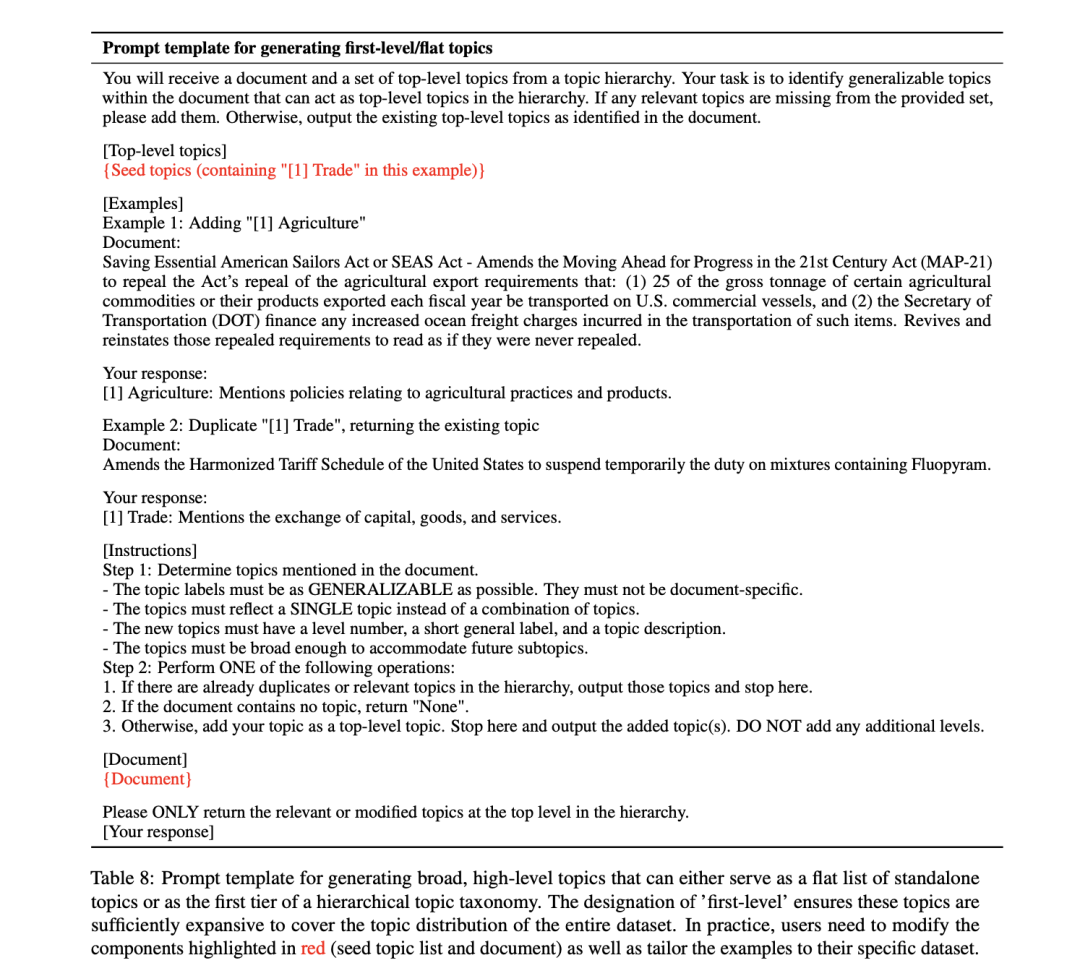 Prompt template for generating first-level/flat topics
You will receive a document and a set of top-level topics from a topic hierarchy. Your task is to identify generalizable topics
within the document that can act as top-level topics in the hierarchy. If any relevant topics are missing from the provided set,
please add them. Otherwise, output the existing top-level topics as identified in the document.
[Top-level topics]
{Seed topics (containing "[1] Trade" in this example)}
[Examples]
Example 1: Adding "[1] Agriculture"
Document:
Saving Essential American Sailors Act or SEAS Act - Amends the Moving Ahead for Progress in the 21st Century Act (MAP-21)
to repeal the Act's repeal of the agricultural export requirements that: (1) 25 of the gross tonnage of certain agricultural
commodities or their products exported each fiscal year be transported on U.S. commercial vessels, and (2) the Secretary of
Transportation (DOT) finance any increased ocean freight charges incurred in the transportation of such items. Revives and
reinstates those repealed requirements to read as if they were never repealed.
Your response:
[1] Agriculture: Mentions policies relating to agricultural practices and products.
Example 2: Duplicate "[1] Trade", returning the existing topic
Document:
Amends the Harmonized Tariff Schedule of the United States to suspend temporarily the duty on mixtures containing Fluopyram.
Your response:
[1] Trade: Mentions the exchange of capital, goods, and services.
[Instructions]
Step 1: Determine topics mentioned in the document.
- The topic labels must be as GENERALIZABLE as possible. They must not be document-specific.
- The topics must reflect a SINGLE topic instead of a combination of topics.
- The new topics must have a level number, a short general label, and a topic description.
- The topics must be broad enough to accommodate future subtopics.
Step 2: Perform ONE of the following operations:
1. If there are already duplicates or relevant topics in the hierarchy, output those topics and stop here.
2. If the document contains no topic, return "None".
3. Otherwise, add your topic as a top-level topic. Stop here and output the added topic(s). DO NOT add any additional levels.
[Document]
{Document}
Please ONLY return the relevant or modified topics at the top level in the hierarchy.
[Your response]
Table 8: Prompt template for generating broad, high-level topics that can either serve as a flat list of standalone
topics or as the first tier of a hierarchical topic taxonomy. The designation of 'first-level' ensures these topics are
sufficiently expansive to cover the topic distribution of the entire dataset. In practice, users need to modify the
components highlighted in red (seed topic list and document) as well as tailor the examples to their specific dataset.